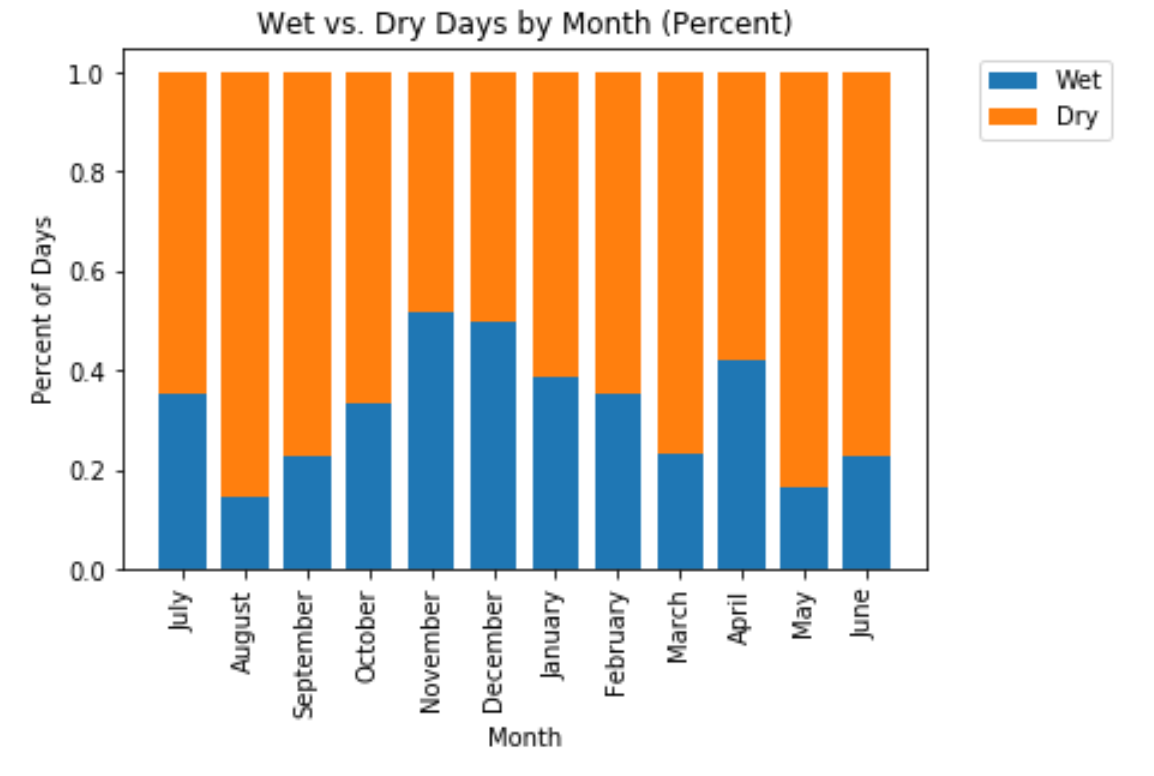 Wet vs. Dry Days by Month (Percent)
Wet
Dry
Percent of Days
1.0
0.8
0.6
0.4
0.2
0.0
July
August
September
October
November
December
January
February
March
April
May
June
Month